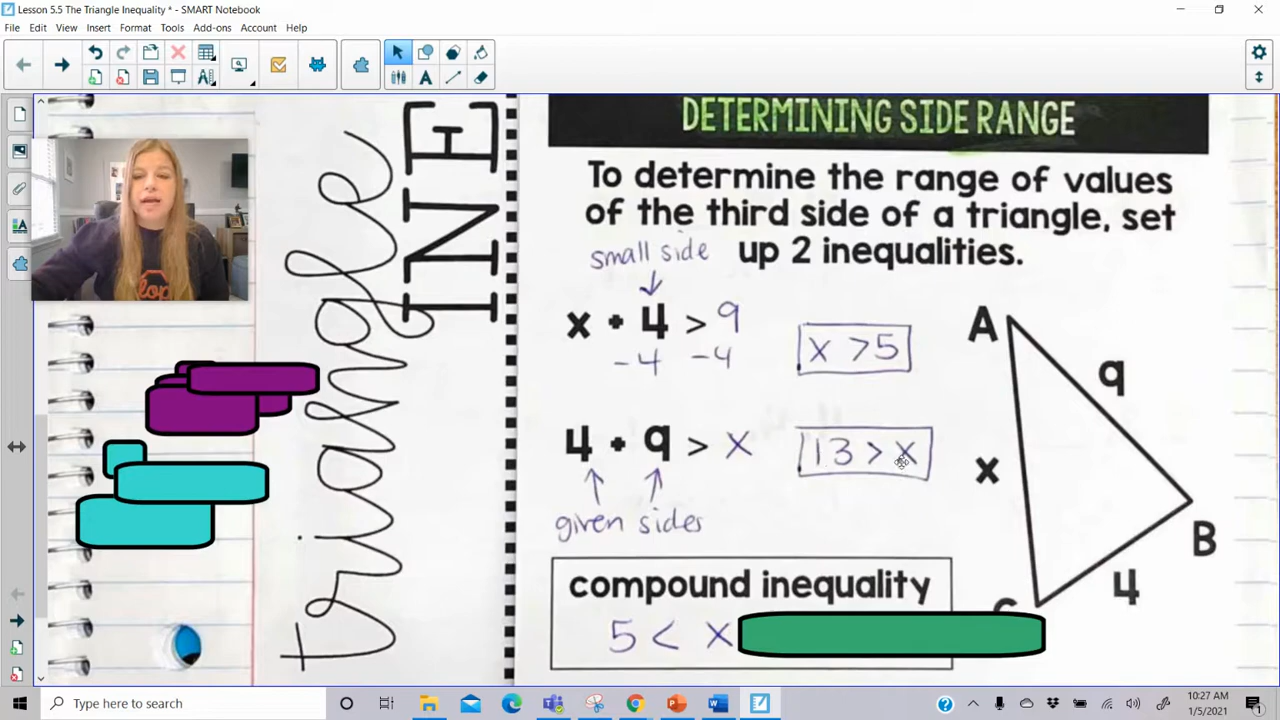 Lesson 5.5 The Triangle Inequality * - SMART Notebook
File Edit View Insert Format Tools Add-ons Account Help
triangle
INE
DETERMINING SIDE RANGE
To determine the range of values
of the third side of a triangle, set
up 2 inequalities.
small side
x + 4 > 9
-4 -4
x > 5
4 + 9 > x
13 > x
given sides
A
9
x
B
4
C
compound inequality
5 < x
Type here to search
10:27 AM
1/5/2021